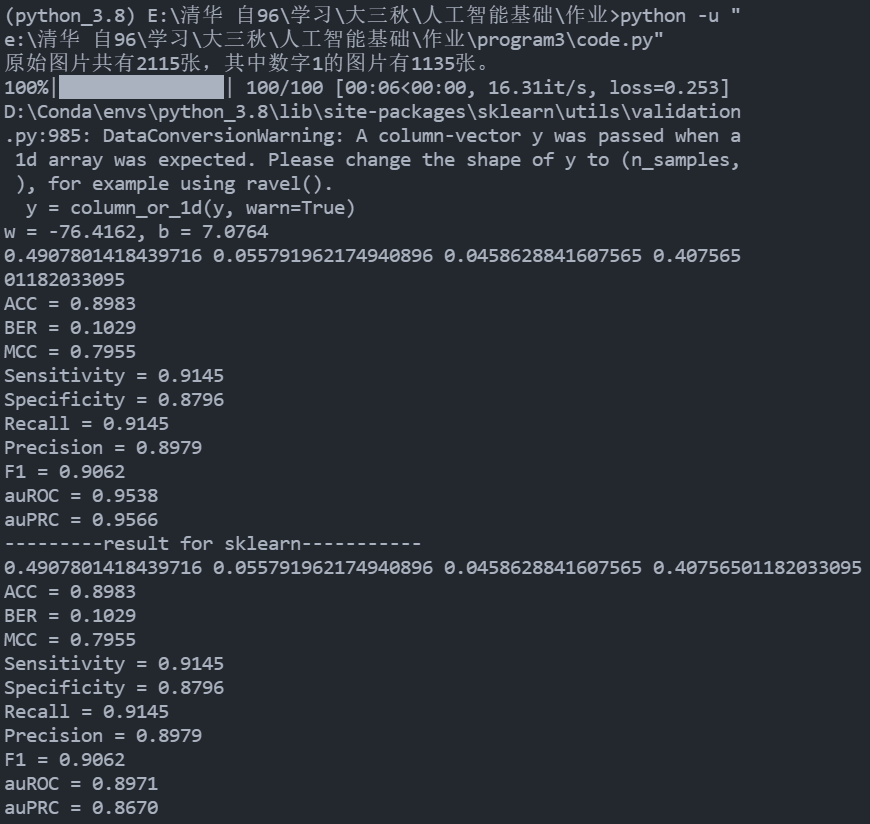 (python_3.8) E:\清华 自96\学习\大三秋\人工智能基础\作业>python -u "
e:\清华 自96\学习\大三秋\人工智能基础\作业\program3\code.py"
原始图片共有2115张，其中数字1的图片有1135张。
100%|██████████| 100/100 [00:06<00:00, 16.31it/s, loss=0.253]
D:\Conda\envs\python_3.8\lib\site-packages\sklearn\utils\validation
.py:985: DataConversionWarning: A column-vector y was passed when a
 1d array was expected. Please change the shape of y to (n_samples,
 ), for example using ravel().
  y = column_or_1d(y, warn=True)
w = -76.4162, b = 7.0764
0.4907801418439716 0.055791962174940896 0.0458628841607565 0.407565
01182033095
ACC = 0.8983
BER = 0.1029
MCC = 0.7955
Sensitivity = 0.9145
Specificity = 0.8796
Recall = 0.9145
Precision = 0.8979
F1 = 0.9062
auROC = 0.9538
auPRC = 0.9566
---------result for sklearn-----------
0.4907801418439716 0.055791962174940896 0.0458628841607565 0.40756501182033095
ACC = 0.8983
BER = 0.1029
MCC = 0.7955
Sensitivity = 0.9145
Specificity = 0.8796
Recall = 0.9145
Precision = 0.8979
F1 = 0.9062
auROC = 0.8971
auPRC = 0.8670